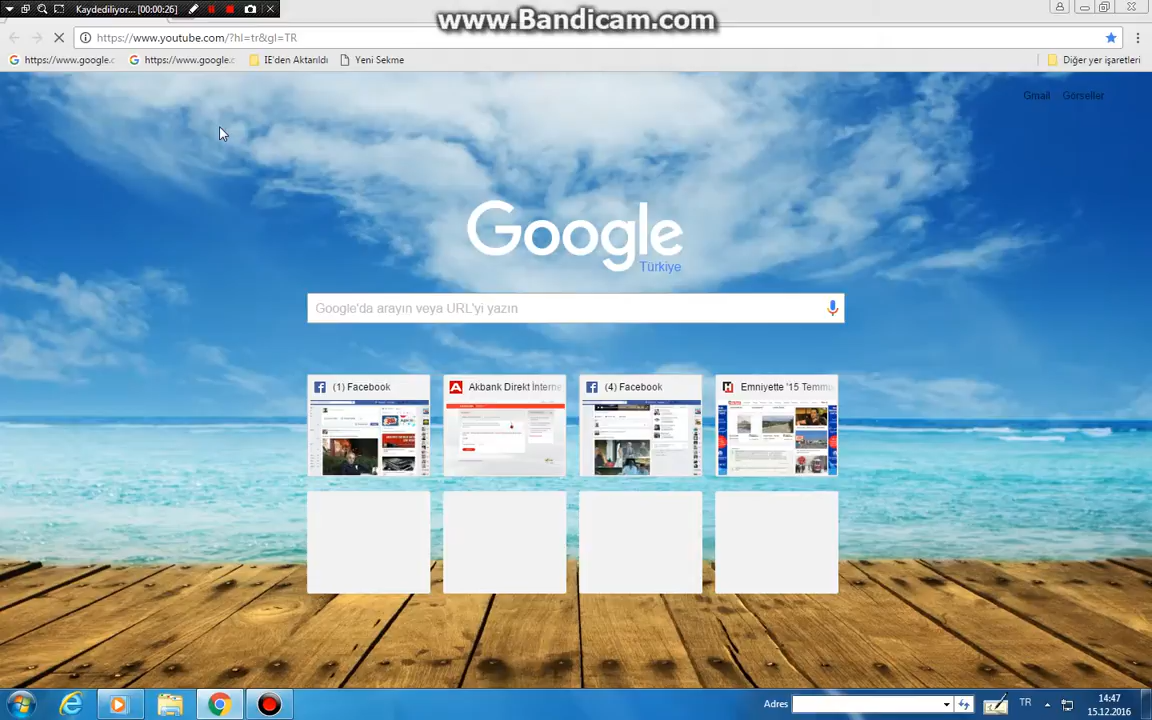 Kaydediliyor... [00:00:26]
www.Bandicam.com
https://www.youtube.com/?hl=tr&gl=TR
https://www.google.c
https://www.google.c
IE'den Aktarıldı
Yeni Sekme
Diğer yer işaretleri
Gmail
Görseller
Google
Türkiye
Google'da arayın veya URL'yi yazın
(1) Facebook
Akbank Direkt İnterne
(4) Facebook
Emniyette '15 Temm
Adres
TR
14:47
15.12.2016